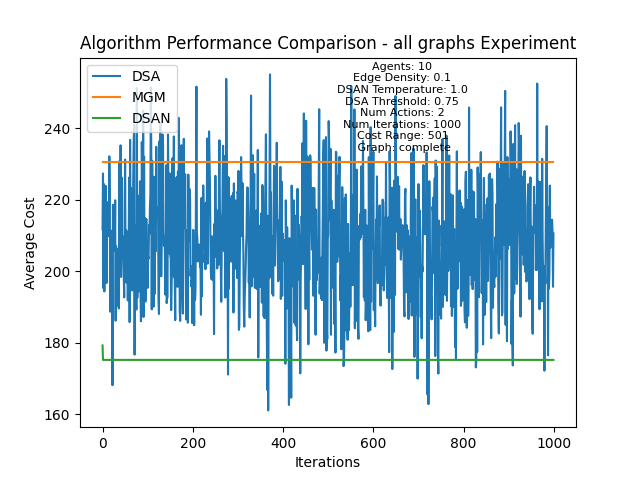 Algorithm Performance Comparison - all graphs Experiment
DSA
MGM
DSAN
Agents: 10
Edge Density: 0.1
DSAN Temperature: 1.0
DSA Threshold: 0.75
Num Actions: 2
Num Iterations: 1000
Cost Range: 501
Graph: complete
Average Cost
240
220
200
180
160
0
200
400
600
800
1000
Iterations